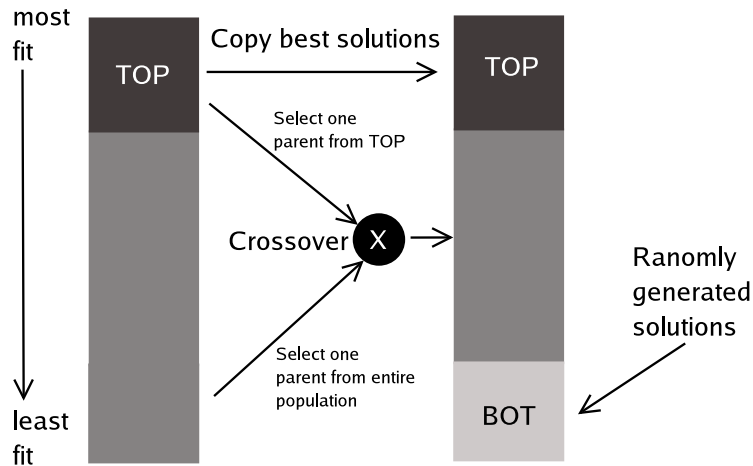 most
fit
TOP
Copy best solutions
TOP
Select one
parent from TOP
Crossover
X
Ranomly
generated
solutions
Select one
parent from entire
population
least
fit
BOT